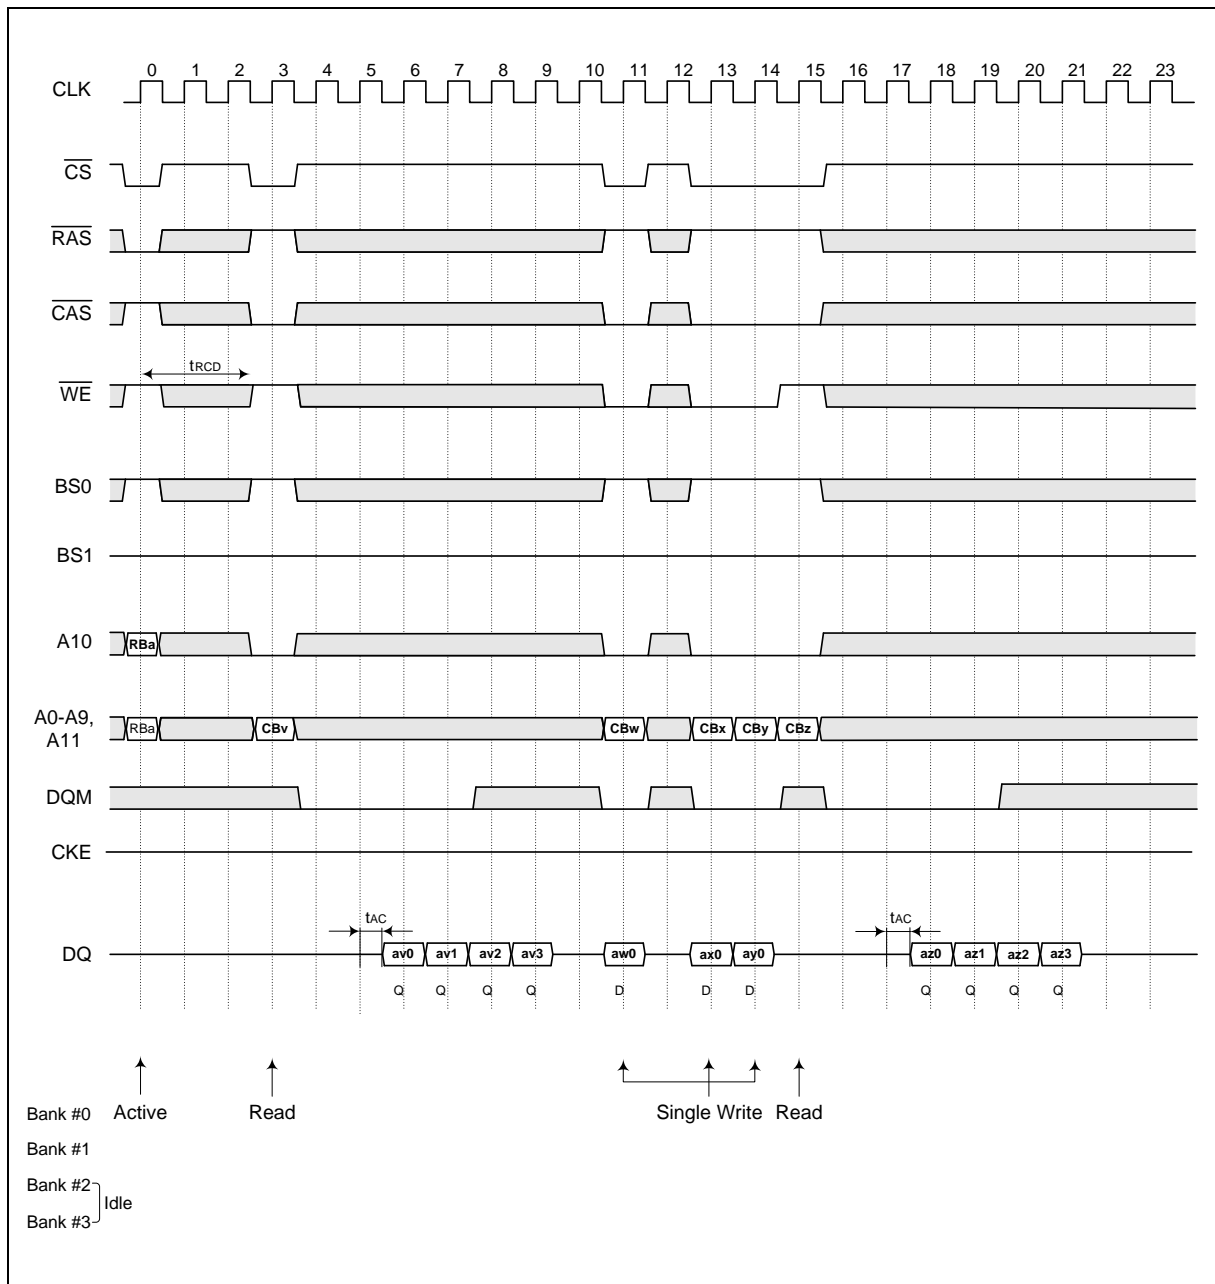 0 1 2 3 4 5 6 7 8 9 10 11 12 13 14 15 16 17 18 19 20 21 22 23
CLK
CS
RAS
CAS
tRCD
WE
BS0
BS1
A10 RBa
A0-A9, A11 RBa CBv CBw CBx CBy CBz
DQM
CKE
tAC tAC
DQ av0 av1 av2 av3 aw0 ax0 ay0 az0 az1 az2 az3
Q Q Q Q D D D Q Q Q Q
Bank #0 Active Read Single Write Read
Bank #1
Bank #2
Idle
Bank #3